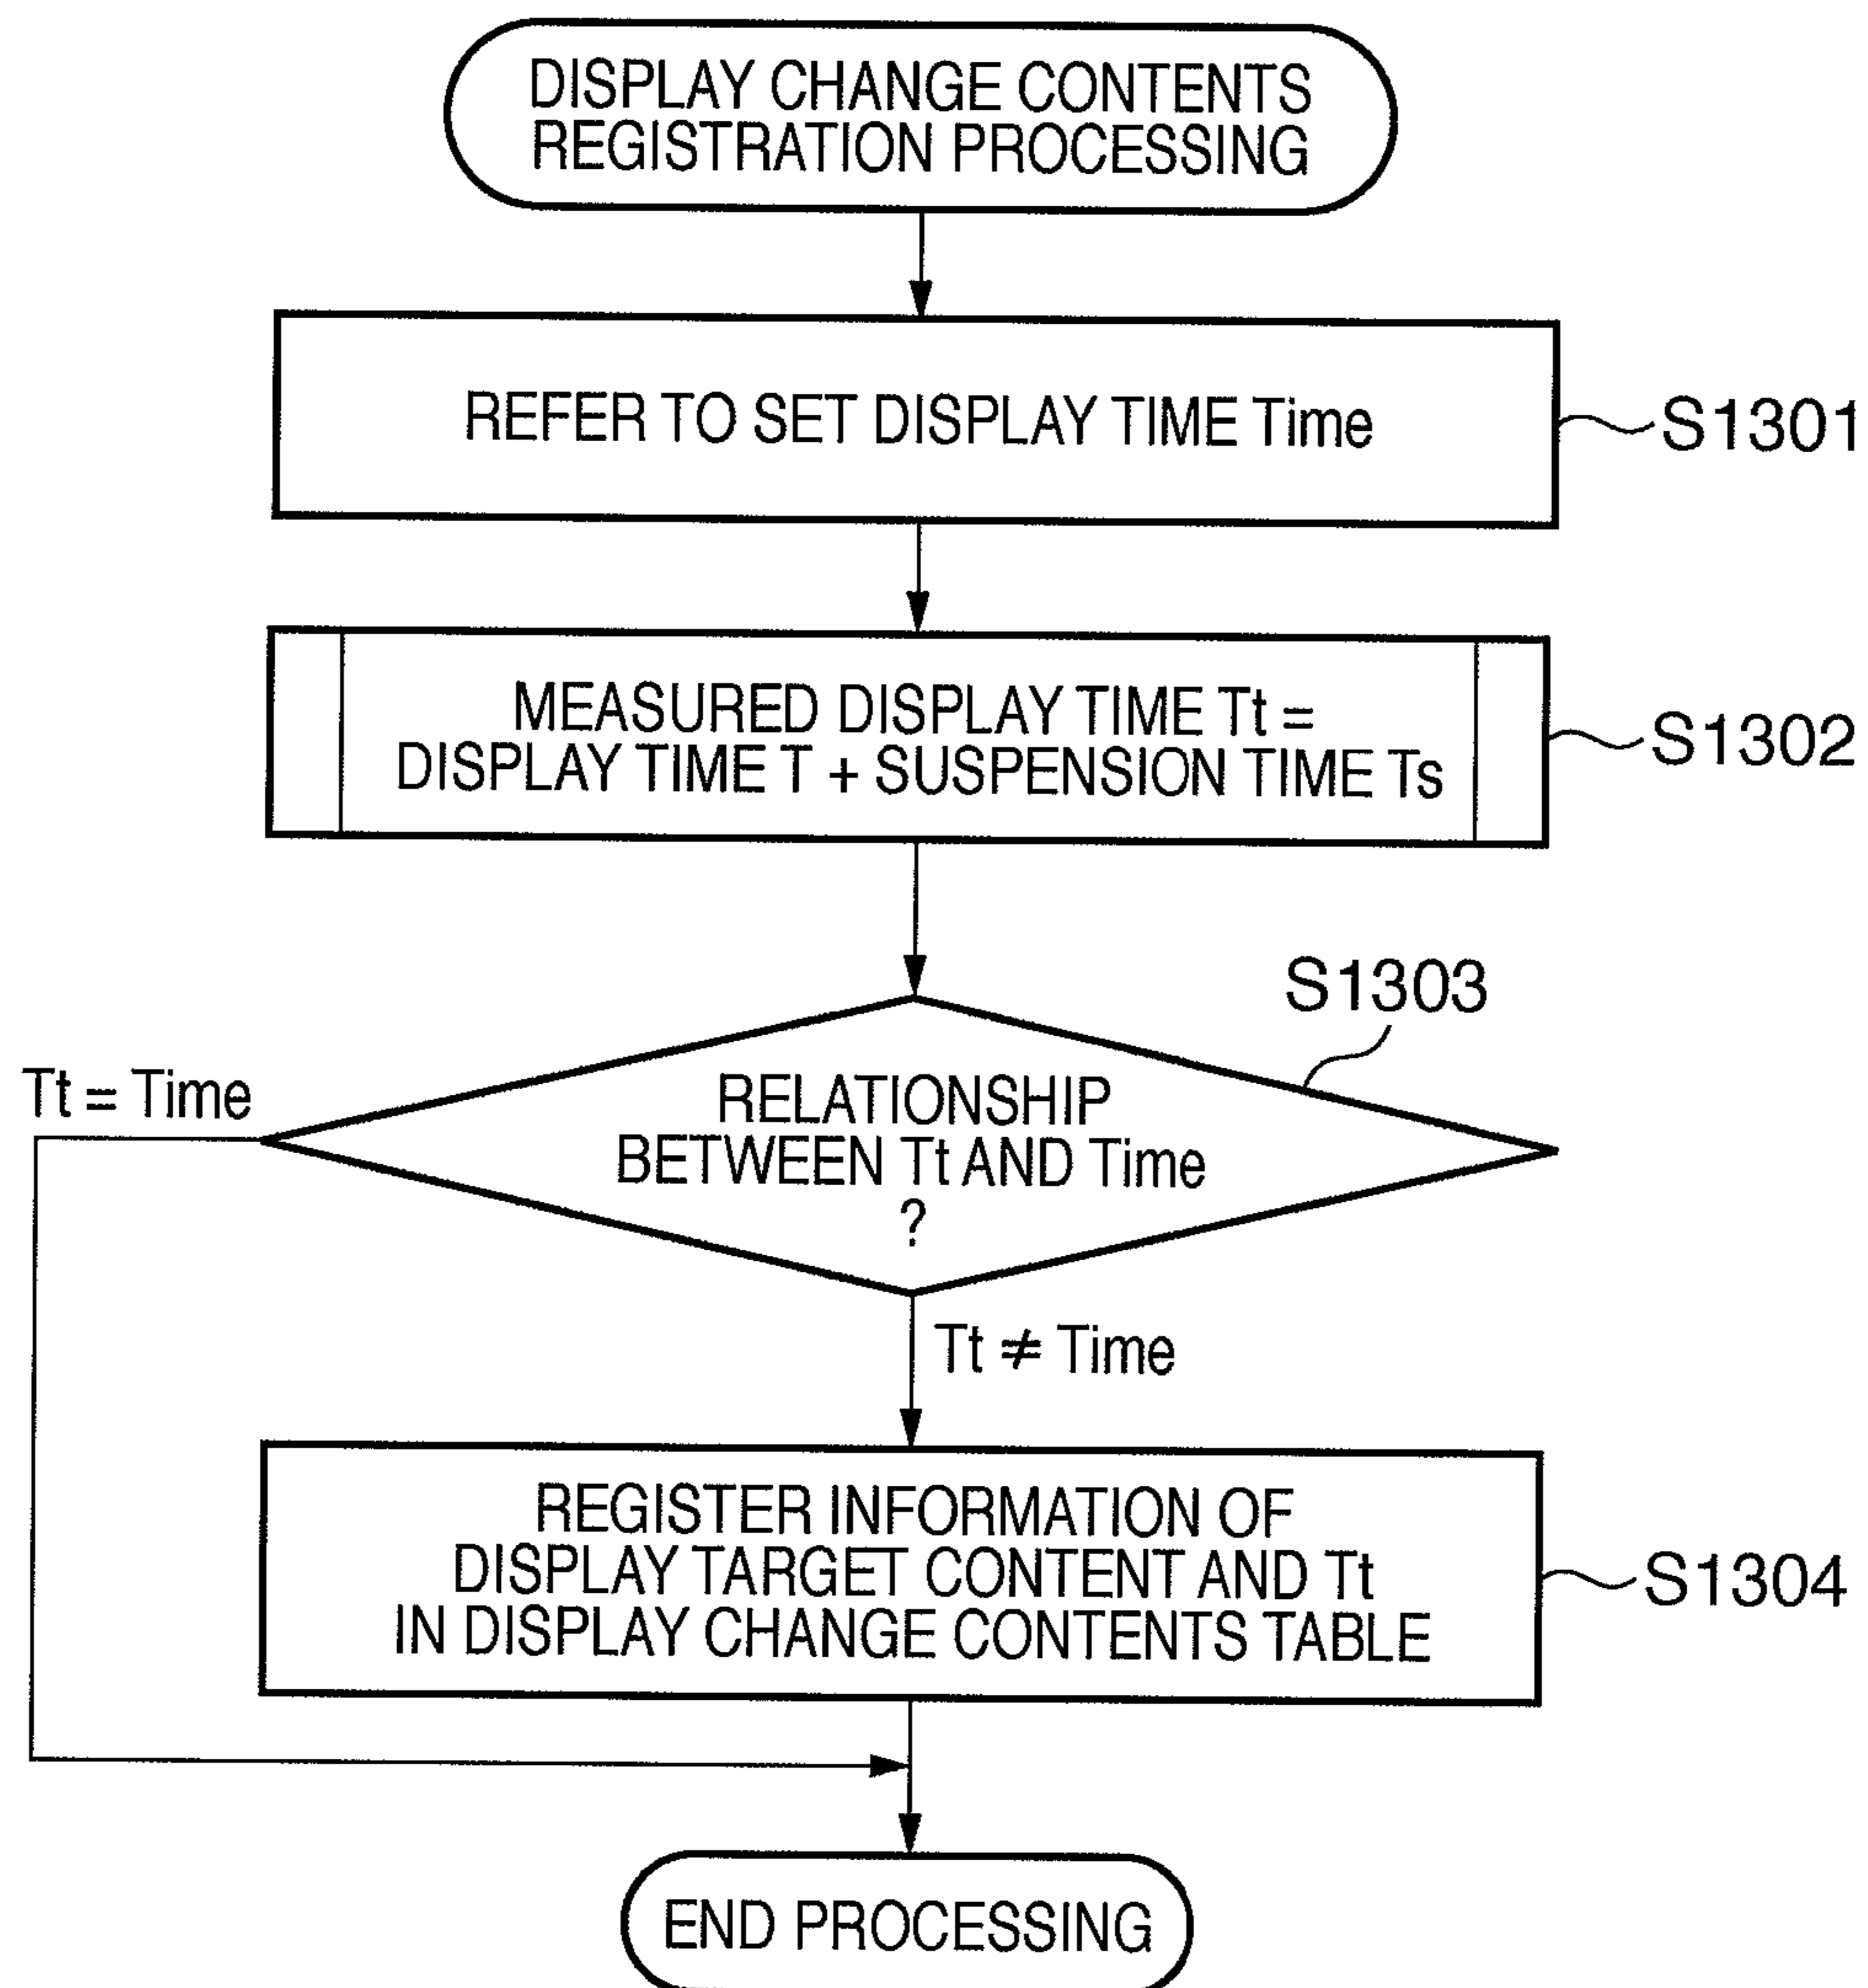 DISPLAY CHANGE CONTENTS
REGISTRATION PROCESSING
REFER TO SET DISPLAY TIME Time
S1301
MEASURED DISPLAY TIME Tt =
DISPLAY TIME T + SUSPENSION TIME Ts
S1302
S1303
Tt = Time
RELATIONSHIP
BETWEEN Tt AND Time
?
Tt ≠ Time
REGISTER INFORMATION OF
DISPLAY TARGET CONTENT AND Tt
IN DISPLAY CHANGE CONTENTS TABLE
S1304
END PROCESSING